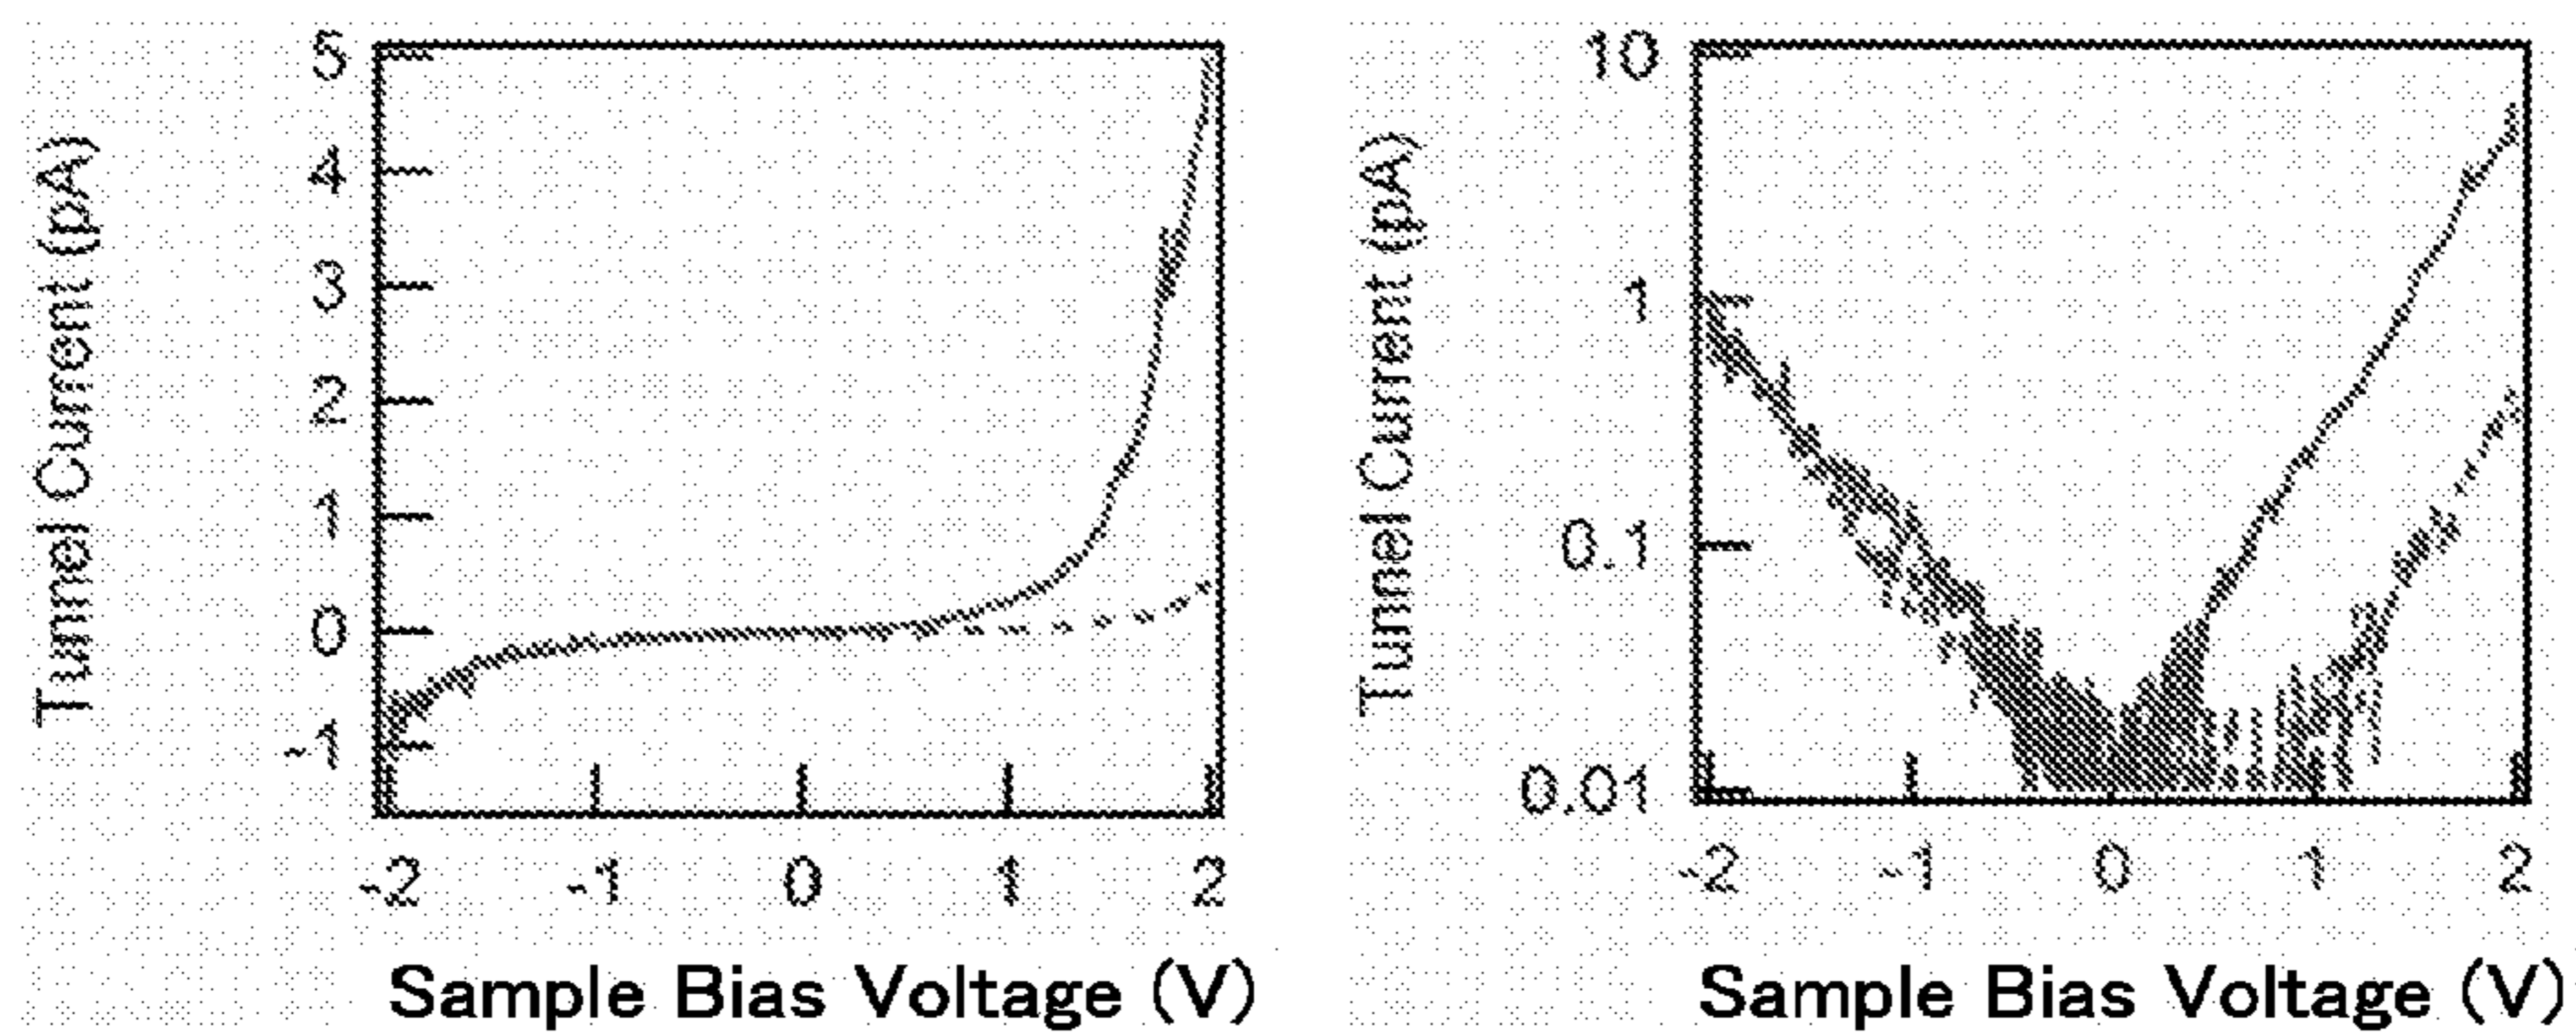 Tunnel Current (pA)
5
4
3
2
1
0
-1
-2 -1 0 1 2
Sample Bias Voltage (V)
Tunnel Current (pA)
10
1
0.1
0.01
-2 -1 0 1 2
Sample Bias Voltage (V)